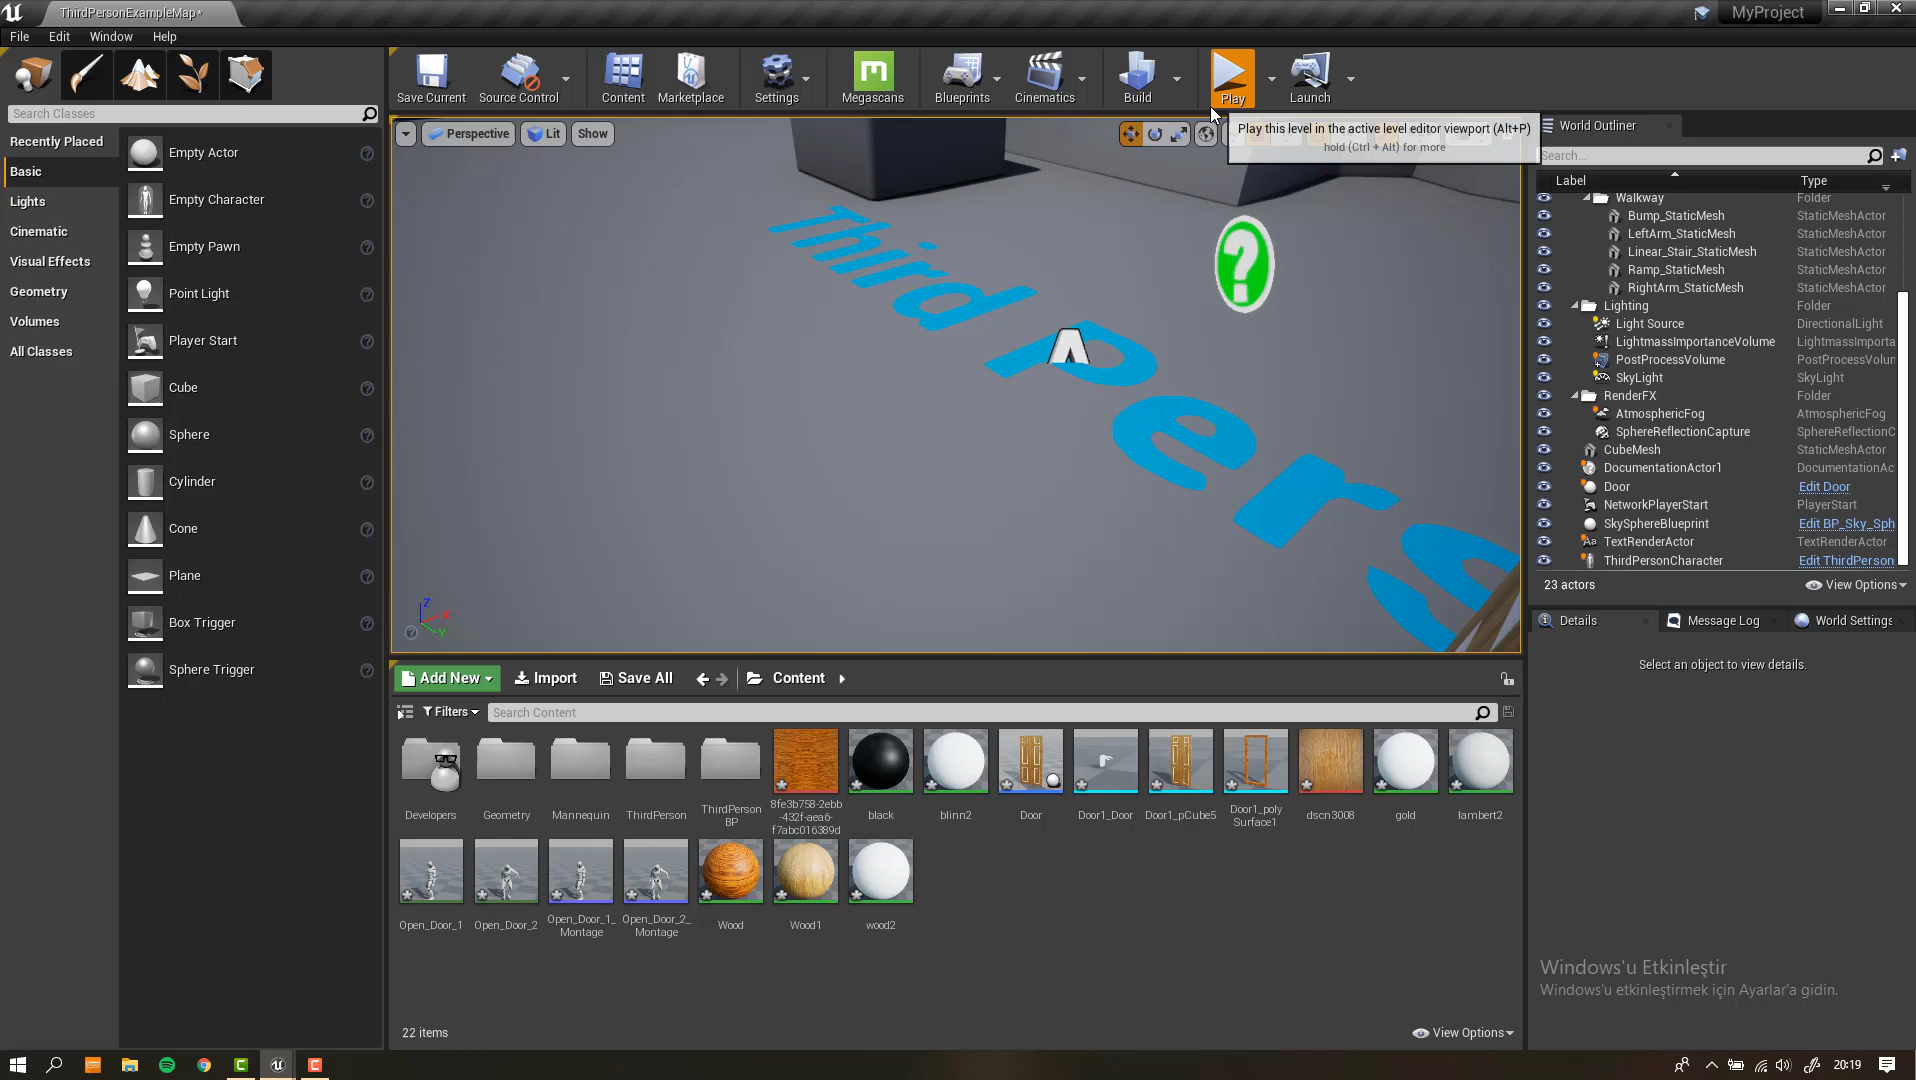 ThirdPersonExampleMap*
MyProject
File Edit Window Help
Save Current
Source Control
Content
Marketplace
Settings
Megascans
Blueprints
Cinematics
Build
Play
Launch
Search Classes
Recently Placed
Basic
Lights
Cinematic
Visual Effects
Geometry
Volumes
All Classes
Empty Actor
Empty Character
Empty Pawn
Point Light
Player Start
Cube
Sphere
Cylinder
Cone
Plane
Box Trigger
Sphere Trigger
Perspective
Lit
Show
Play this level in the active level editor viewport (Alt+P)
hold (Ctrl + Alt) for more
Third Pers
Z
X
Y
World Outliner
Search...
Label Type
Walkway Folder
Bump_StaticMesh StaticMeshActor
LeftArm_StaticMesh StaticMeshActor
Linear_Stair_StaticMesh StaticMeshActor
Ramp_StaticMesh StaticMeshActor
RightArm_StaticMesh StaticMeshActor
Lighting Folder
Light Source DirectionalLight
LightmassImportanceVolume LightmassImporta
PostProcessVolume PostProcessVolun
SkyLight SkyLight
RenderFX Folder
AtmosphericFog AtmosphericFog
SphereReflectionCapture SphereReflectionC
CubeMesh StaticMeshActor
DocumentationActor1 DocumentationAc
Door Edit Door
NetworkPlayerStart PlayerStart
SkySphereBlueprint Edit BP_Sky_Sph
TextRenderActor TextRenderActor
ThirdPersonCharacter Edit ThirdPerson
23 actors
View Options
Details
Message Log
World Settings
Select an object to view details.
Add New
Import
Save All
Content
Filters
Search Content
Developers
Geometry
Mannequin
ThirdPerson
ThirdPerson
BP
8fe3b758-2ebb
-432f-aea6-
f7abc016389d
black
blinn2
Door
Door1_Door
Door1_pCube5
Door1_poly
Surface1
dscn3008
gold
lambert2
Open_Door_1
Open_Door_2
Open_Door_1_
Montage
Open_Door_2_
Montage
Wood
Wood1
wood2
22 items
View Options
Windows'u Etkinleştir
Windows'u etkinleştirmek için Ayarlar'a gidin.
20:19